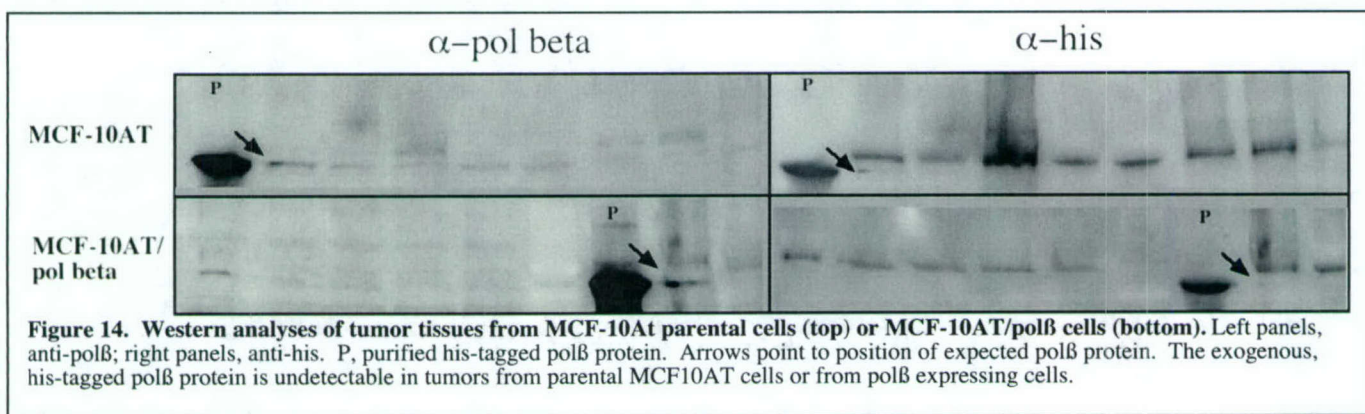 α–pol beta
α–his
P
P
MCF-10AT
P
P
MCF-10AT/
pol beta
Figure 14. Western analyses of tumor tissues from MCF-10At parental cells (top) or MCF-10AT/polß cells (bottom). Left panels,
anti-polß; right panels, anti-his. P, purified his-tagged polß protein. Arrows point to position of expected polß protein. The exogenous,
his-tagged polß protein is undetectable in tumors from parental MCF10AT cells or from polß expressing cells.